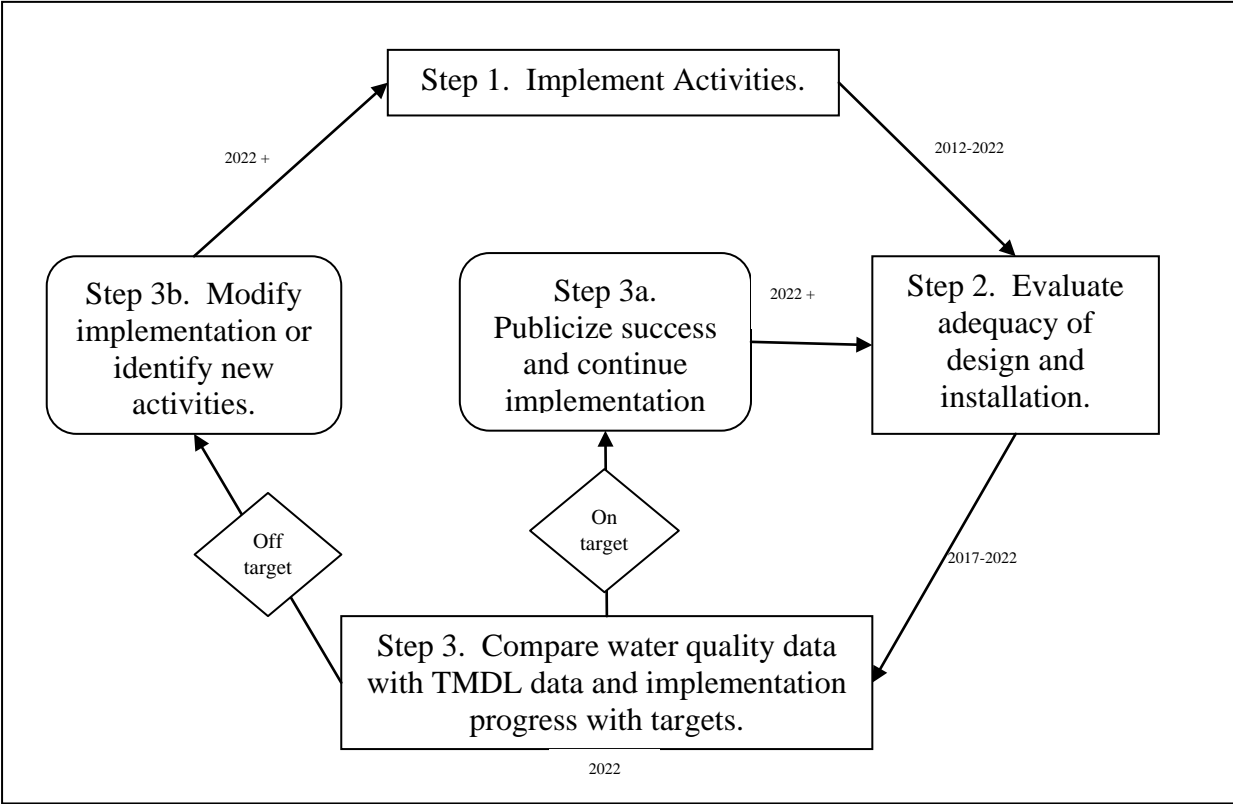 Step 1.  Implement Activities.
2022 +
2012-2022
Step 3b.  Modify
implementation or
identify new
activities.
Step 3a.
Publicize success
and continue
implementation
2022 +
Step 2.  Evaluate
adequacy of
design and
installation.
Off
target
On
target
2017-2022
Step 3.  Compare water quality data
with TMDL data and implementation
progress with targets.
2022